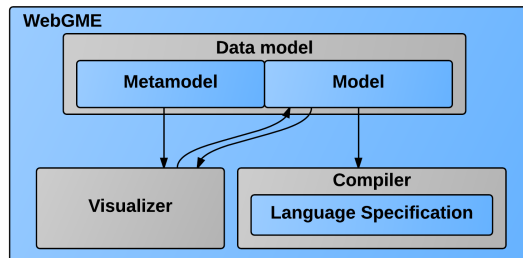 WebGME
Data model
Metamodel
Model
Visualizer
Compiler
Language Specification